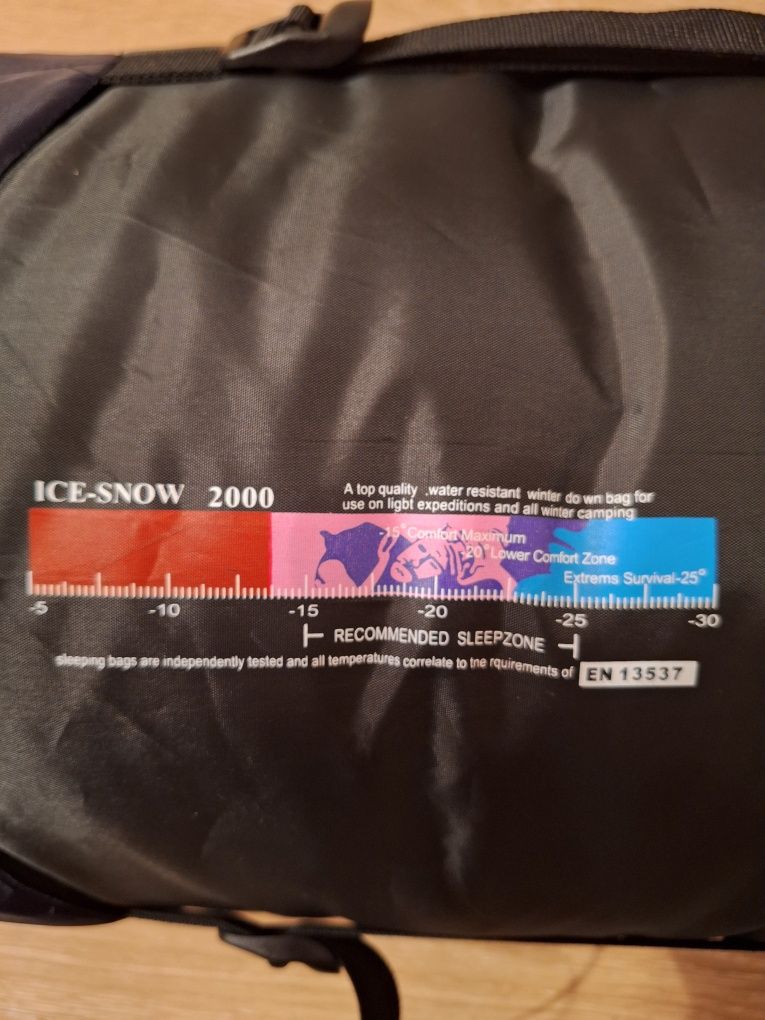 ICE-SNOW 2000
A top quality .water resistant winter do wn bag for
use on ligbt expeditions and all winter camping
-15°Comfort Maximum
-20°Lower Comfort Zone
Extrems Survival-25°
-5 -10 -15 -20 -25 -30
RECOMMENDED SLEEPZONE
sleeping bags are independently tested and all temperatures correlate to tne rquirements of EN 13537